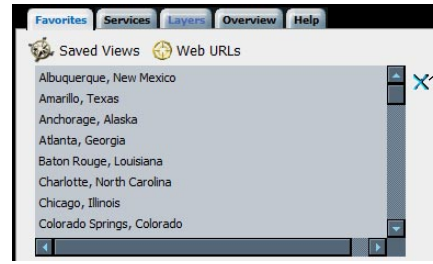 Favorites Services Layers Overview Help
Saved Views Web URLs
Albuquerque, New Mexico
Amarillo, Texas
Anchorage, Alaska
Atlanta, Georgia
Baton Rouge, Louisiana
Charlotte, North Carolina
Chicago, Illinois
Colorado Springs, Colorado